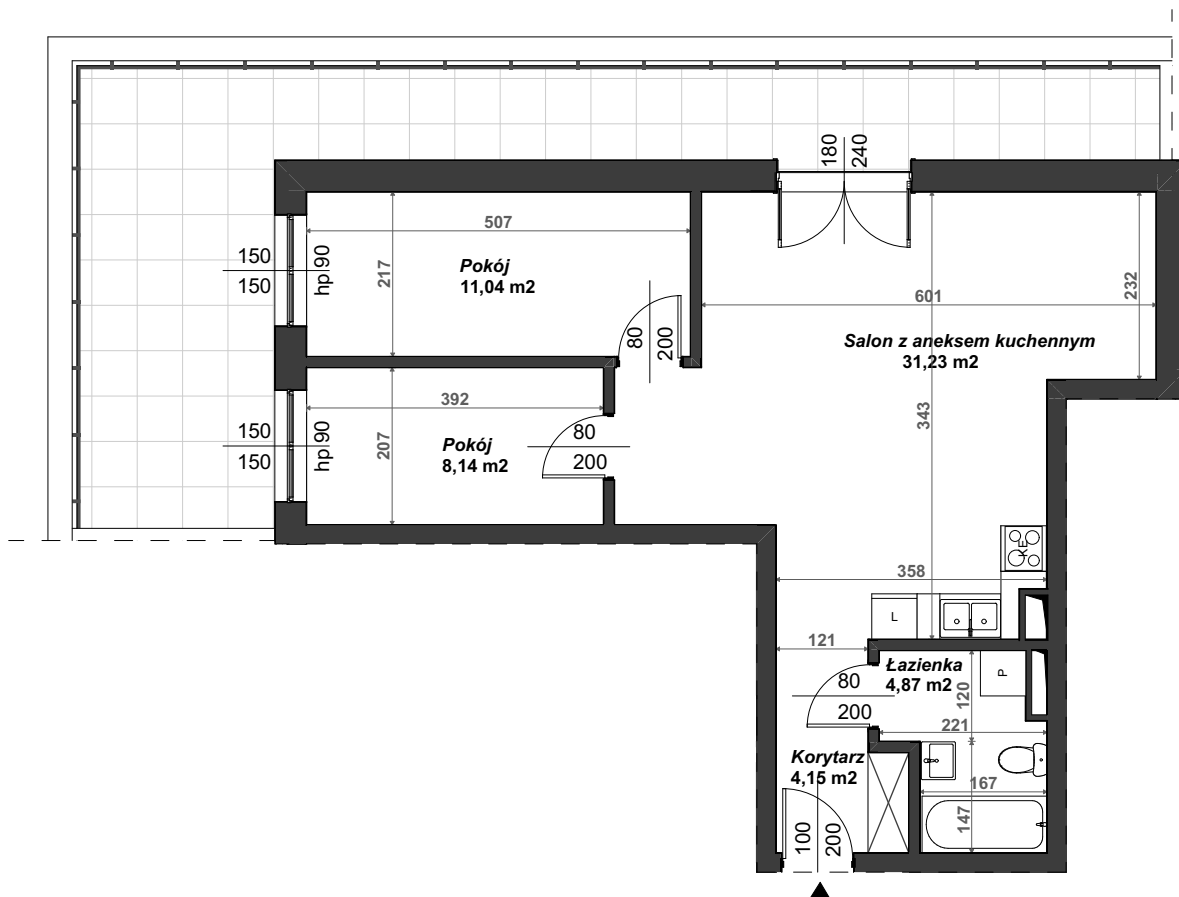 180
240
507
150
150
hp 90
217
Pokój
11,04 m2
601
232
80
200
Salon z aneksem kuchennym
31,23 m2
343
392
150
150
hp 90
207
Pokój
8,14 m2
80
200
KE
358
L
121
Łazienka
4,87 m2
P
120
80
200
221
Korytarz
4,15 m2
167
147
100
200